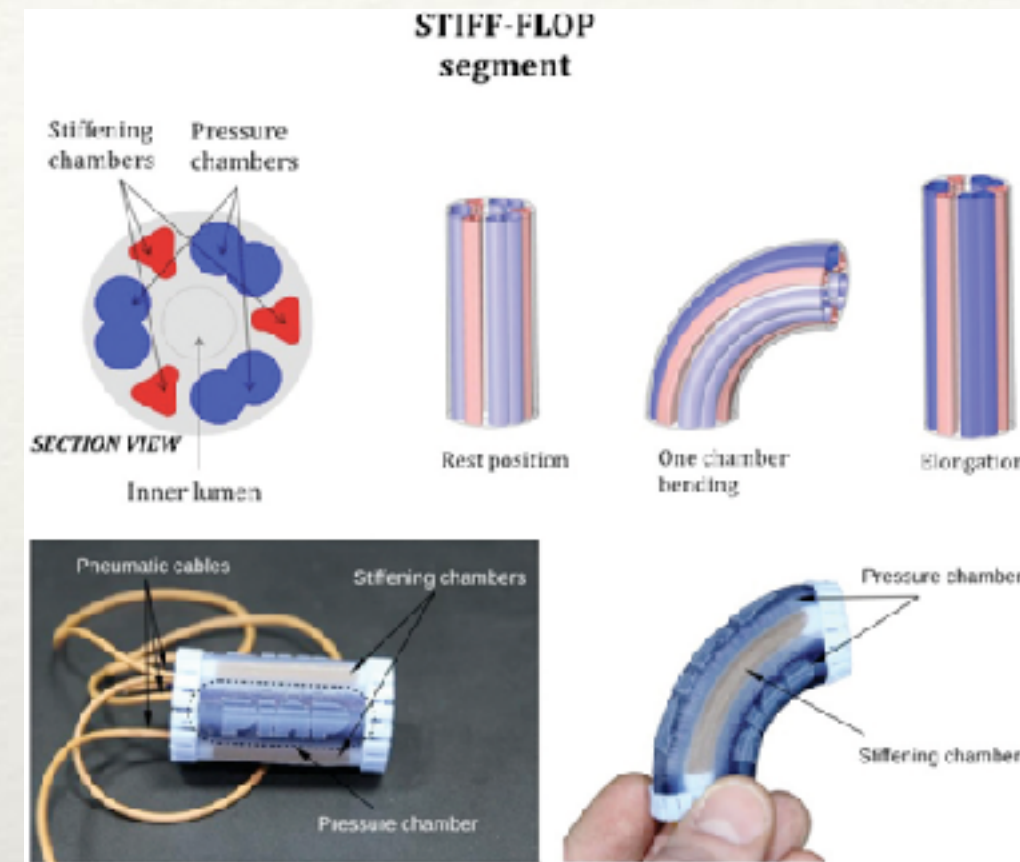 STIFF-FLOP
segment
Stiffening
chambers
Pressure
chambers
SECTION VIEW
Inner lumen
Rest position
One chamber
bending
Elongation
Pneumatic cables
Stiffening chambers
Pressure chamber
Pressure chamber
Stiffening chamber